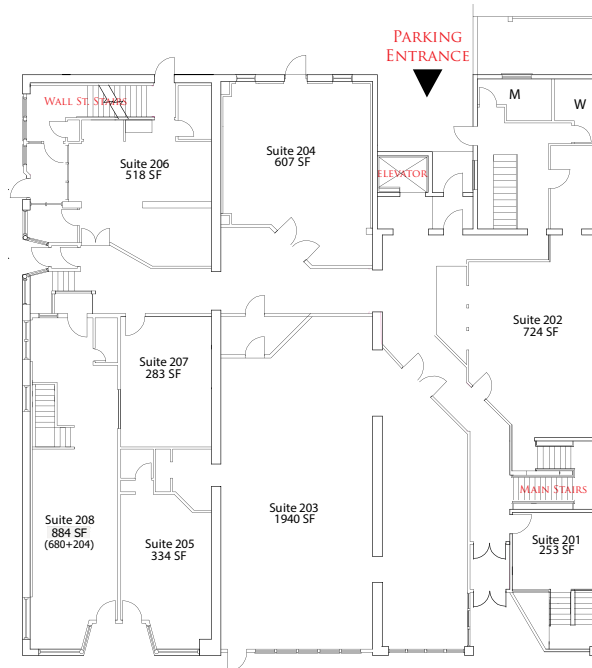 PARKING
ENTRANCE
WALL ST. STAIRS
M
W
Suite 206
518 SF
Suite 204
607 SF
ELEVATOR
Suite 202
724 SF
Suite 207
283 SF
MAIN STAIRS
Suite 203
1940 SF
Suite 208
884 SF
(680+204)
Suite 205
334 SF
Suite 201
253 SF